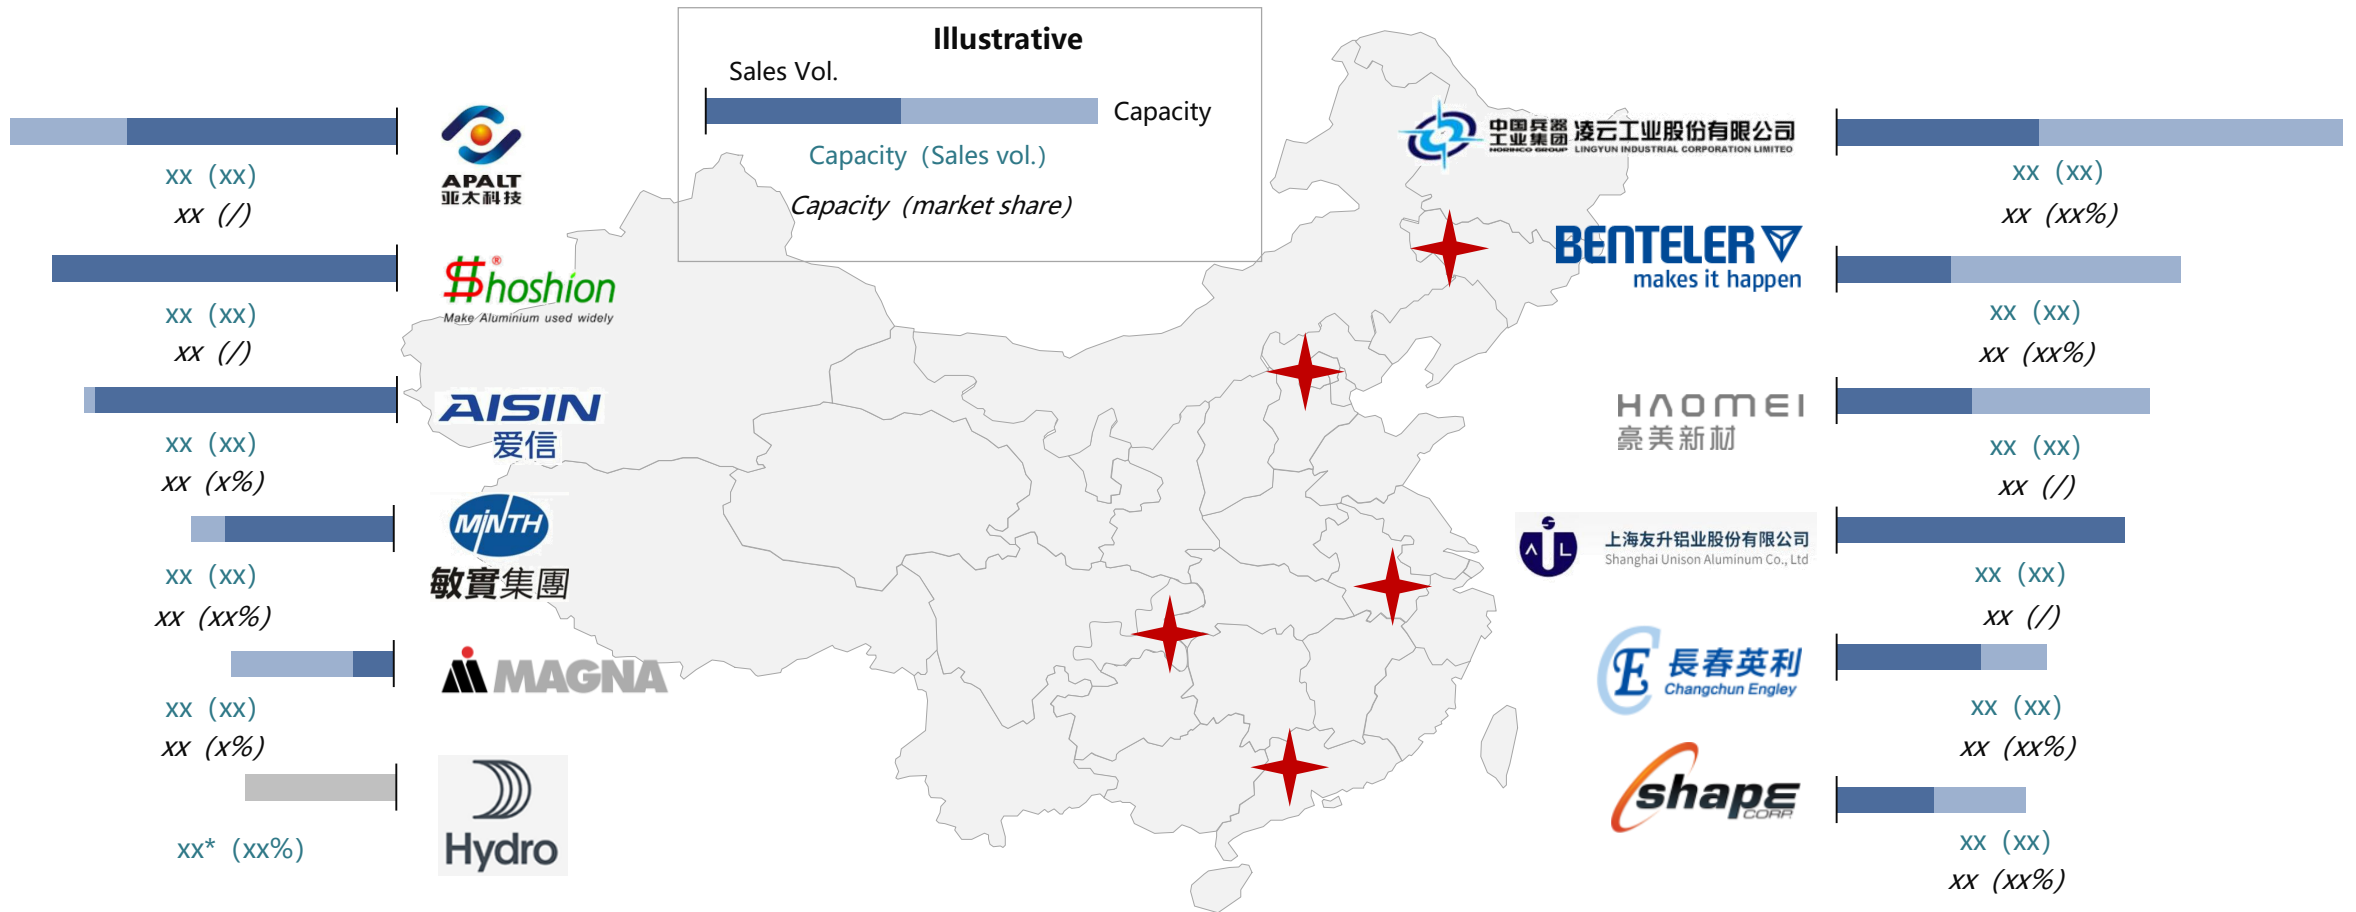 Illustrative
Sales Vol.
Capacity
Capacity（Sales vol.）
Capacity（market share）
APALT
亚太科技
xx（xx）
xx（/）
$hoshion®
Make Aluminium used widely
xx（xx）
xx（/）
AISIN
爱信
xx（xx）
xx（x%）
MINTH
敏實集團
xx（xx）
xx（xx%）
MAGNA
xx（xx）
xx（x%）
Hydro
xx*（xx%）
中国兵器
工业集团
NORINCO GROUP
凌云工业股份有限公司
LINGYUN INDUSTRIAL CORPORATION LIMITED
xx（xx）
xx（xx%）
BENTELER
makes it happen
xx（xx）
xx（xx%）
HAOMEI
豪美新材
xx（xx）
xx（/）
上海友升铝业股份有限公司
Shanghai Unison Aluminum Co., Ltd
xx（xx）
xx（/）
長春英利
Changchun Engley
xx（xx）
xx（xx%）
shape
CORP.
xx（xx）
xx（xx%）